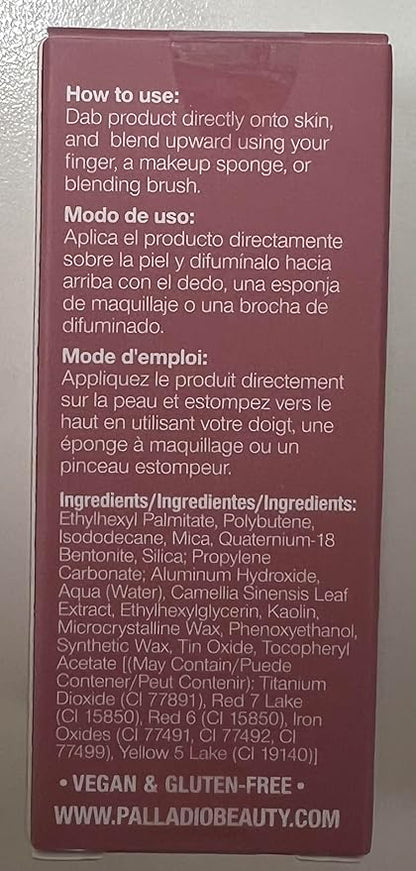 How to use:
Dab product directly onto skin,
and blend upward using your
finger, a makeup sponge, or
blending brush.
Modo de uso:
Aplica el producto directamente
sobre la piel y difumínalo hacia
arriba con el dedo, una esponja
de maquillaje o una brocha de
difuminado.
Mode d'emploi:
Appliquez le produit directement
sur la peau et estompez vers le
haut en utilisant votre doigt, une
éponge à maquillage ou un
pinceau estompeur.
Ingredients/Ingredientes/Ingredients:
Ethylhexyl Palmitate, Polybutene,
Isododecane, Mica, Quaternium-18
Bentonite, Silica; Propylene
Carbonate; Aluminum Hydroxide,
Aqua (Water), Camellia Sinensis Leaf
Extract, Ethylhexylglycerin, Kaolin,
Microcrystalline Wax, Phenoxyethanol,
Synthetic Wax, Tin Oxide, Tocopheryl
Acetate [(May Contain/Puede
Contener/Peut Contenir): Titanium
Dioxide (CI 77891), Red 7 Lake
(CI 15850), Red 6 (CI 15850), Iron
Oxides (CI 77491, CI 77492, CI
77499), Yellow 5 Lake (CI 19140)]
• VEGAN & GLUTEN-FREE •
WWW.PALLADIOBEAUTY.COM